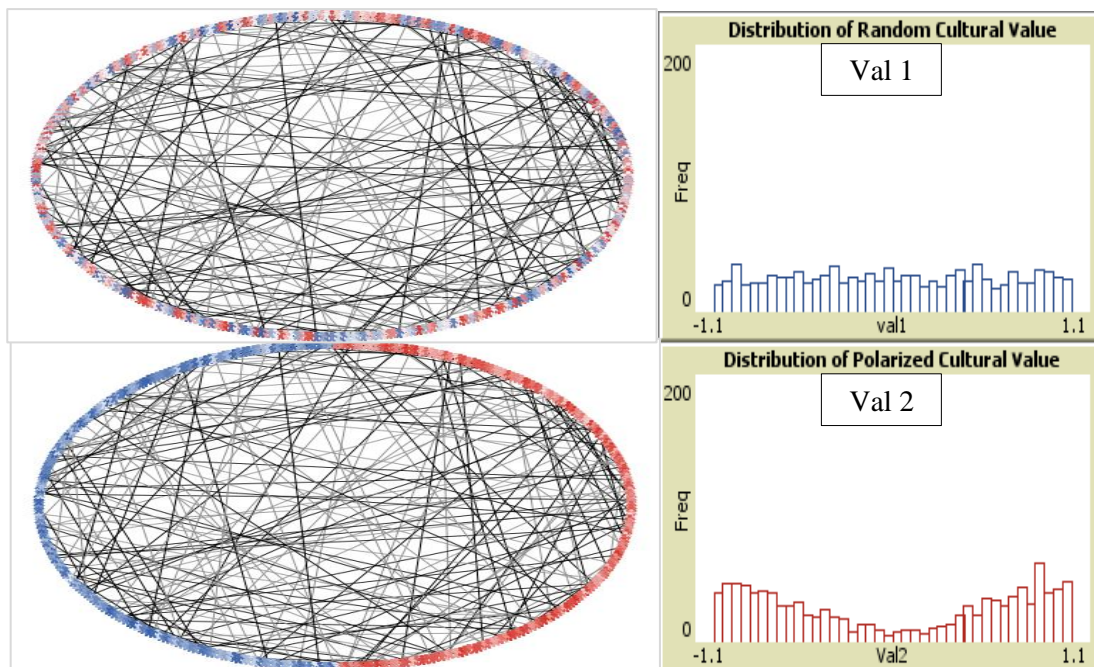 Distribution of Random Cultural Value
Val 1
200
Freq
0
-1.1
val1
1.1
Distribution of Polarized Cultural Value
Val 2
200
Freq
0
-1.1
Val2
1.1